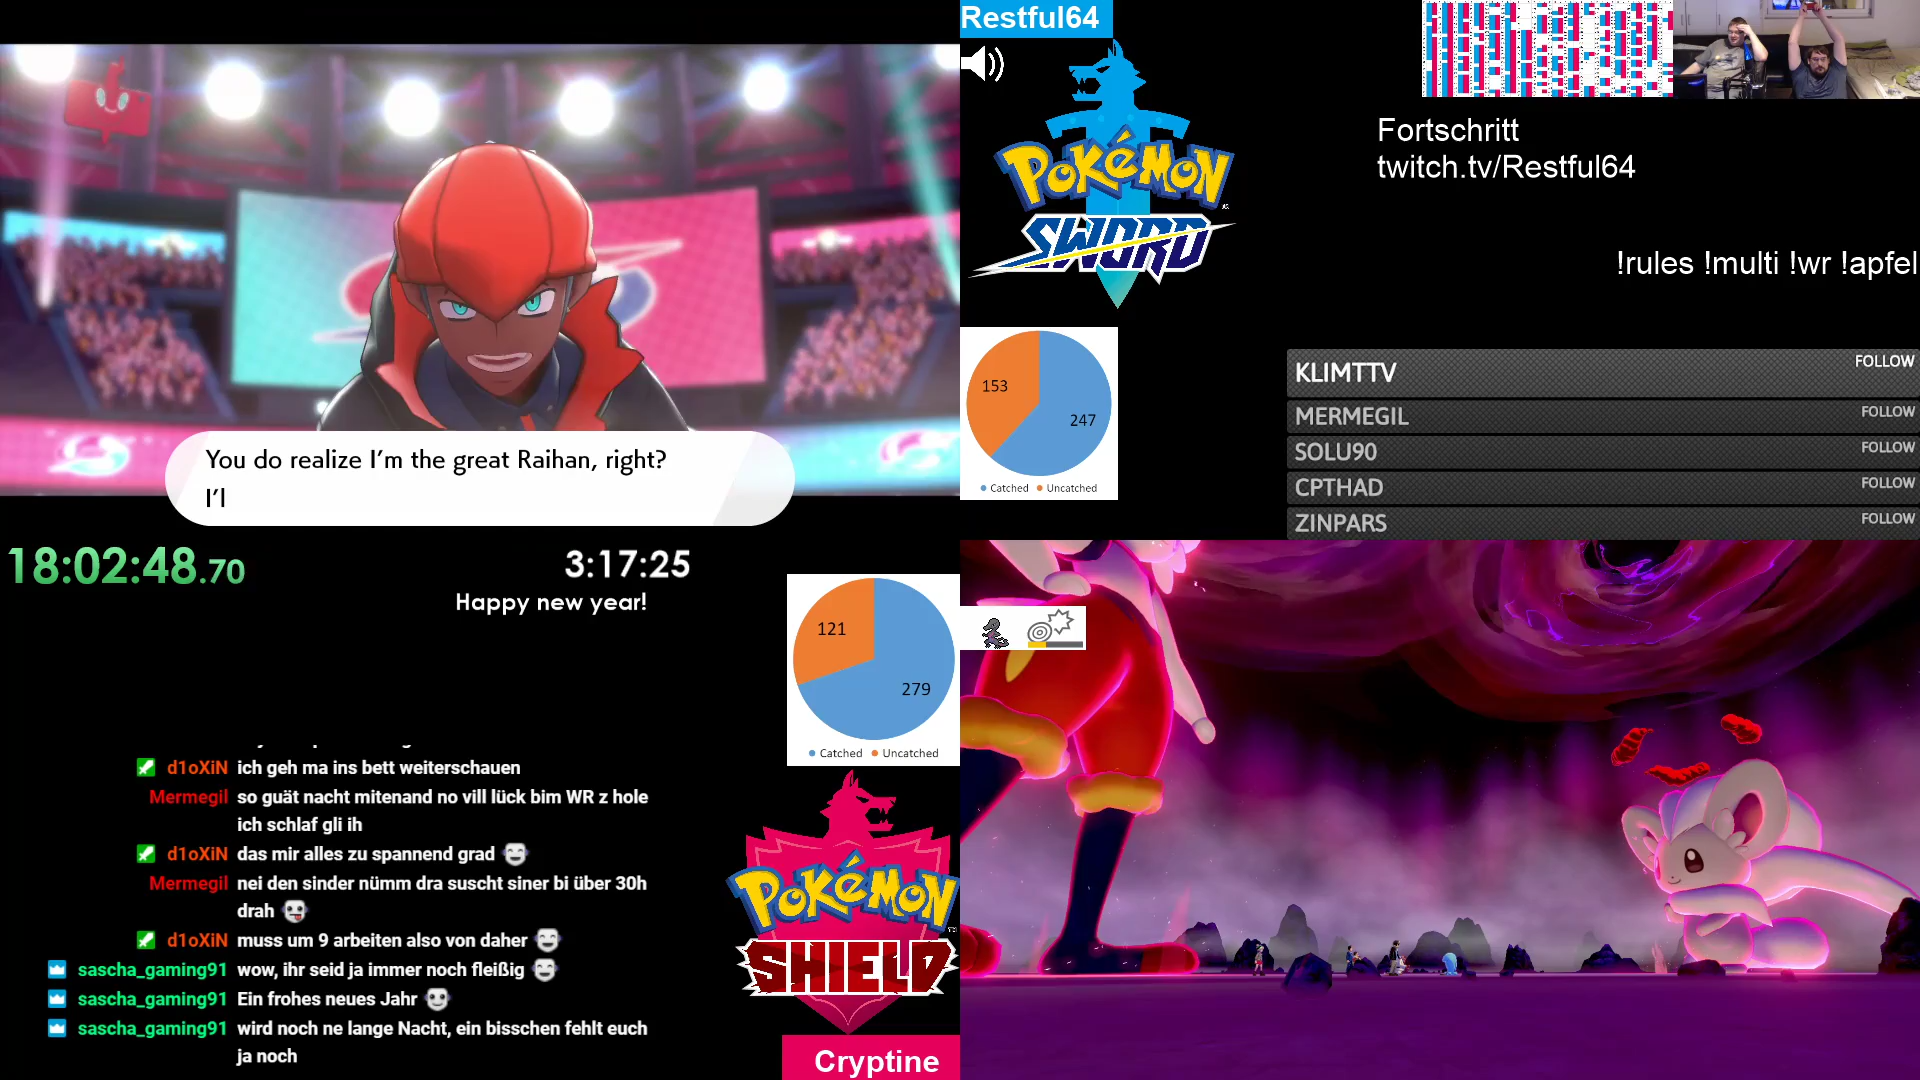 Restful64
POKéMON
SWORD
Fortschritt
twitch.tv/Restful64
!rules !multi !wr !apfel
153
247
Catched Uncatched
KLIMTTV FOLLOW
MERMEGIL FOLLOW
SOLU90 FOLLOW
CPTHAD FOLLOW
ZINPARS FOLLOW
You do realize I'm the great Raihan, right?
I'l
18:02:48.70
3:17:25
Happy new year!
121
279
Catched Uncatched
d1oXiN ich geh ma ins bett weiterschauen
Mermegil so guät nacht mitenand no vill lück bim WR z hole
ich schlaf gli ih
d1oXiN das mir alles zu spannend grad
Mermegil nei den sinder nümm dra suscht siner bi über 30h
drah
d1oXiN muss um 9 arbeiten also von daher
sascha_gaming91 wow, ihr seid ja immer noch fleißig
sascha_gaming91 Ein frohes neues Jahr
sascha_gaming91 wird noch ne lange Nacht, ein bisschen fehlt euch
ja noch
POKéMON
SHIELD
Cryptine